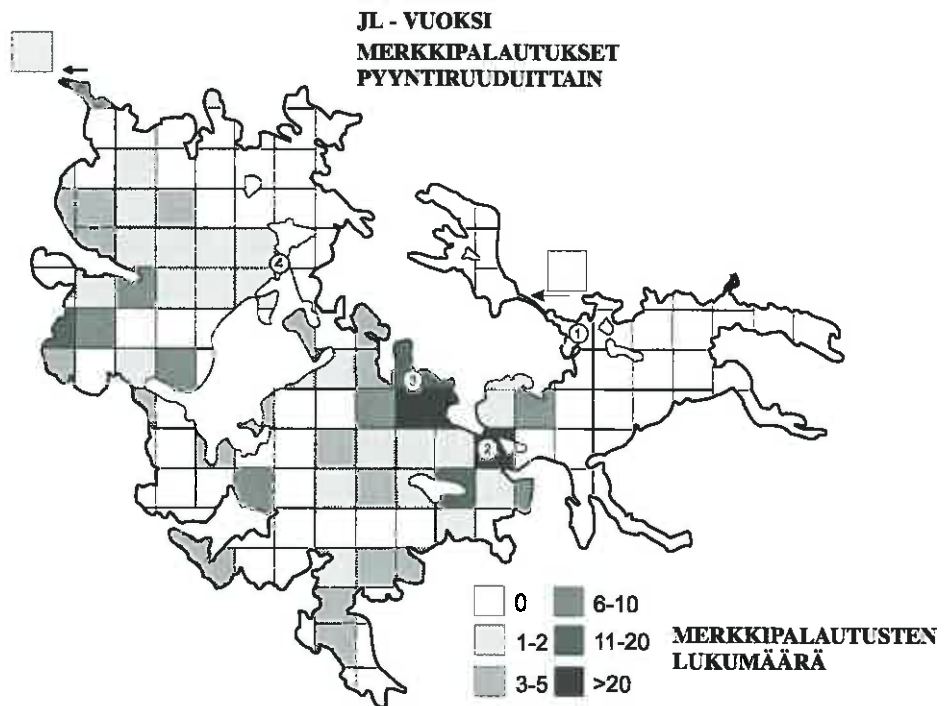 JL - VUOKSI
MERKKIPALAUTUKSET
PYYNTIRUUDUITTAIN
4
1
3
2
0
6-10
1-2
11-20
3-5
>20
MERKKIPALAUTUSTEN
LUKUMÄÄRÄ